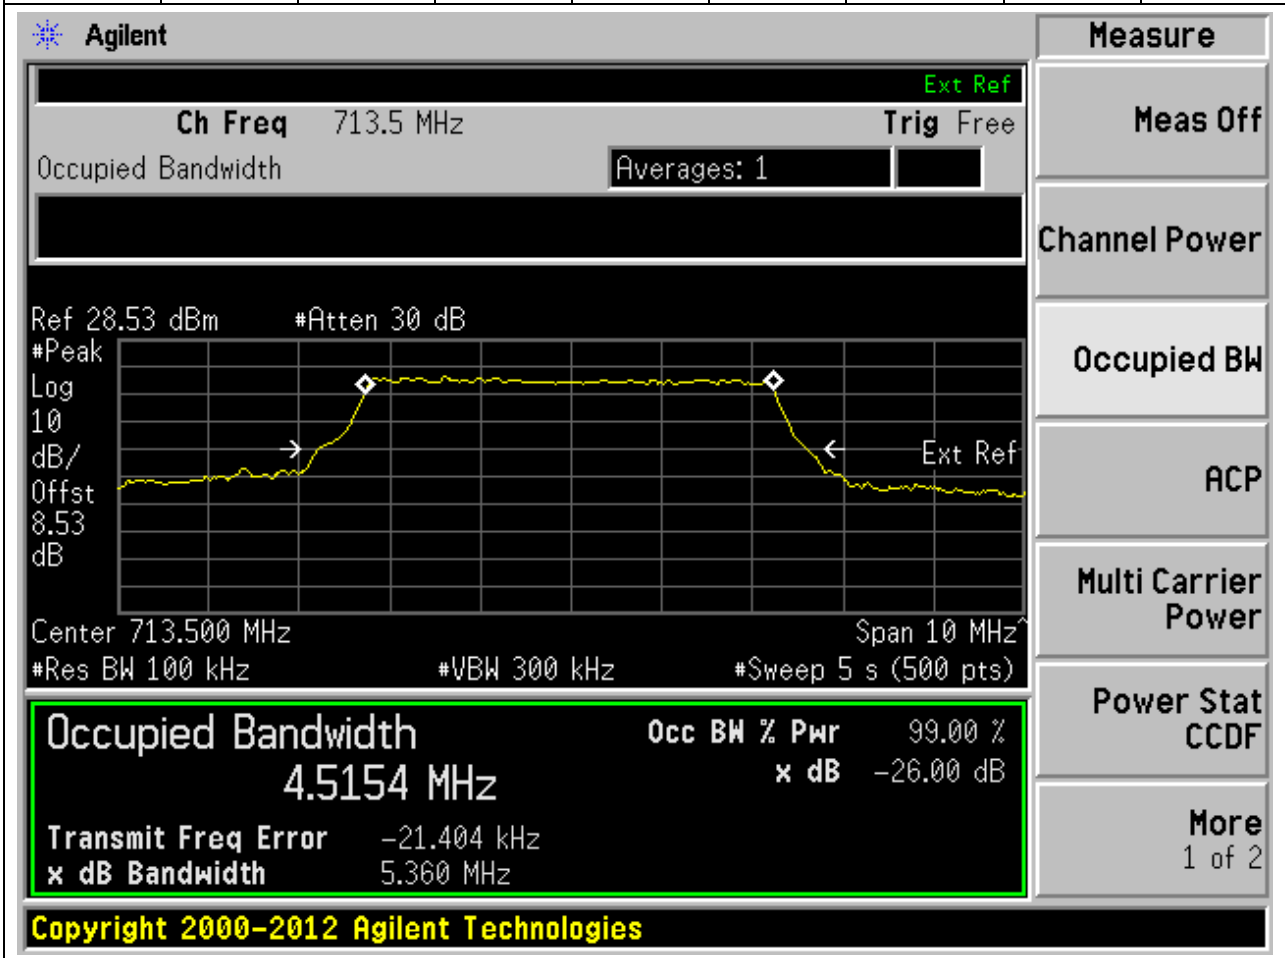 Agilent
Measure
Ext Ref
Ch Freq 713.5 MHz Trig Free
Meas Off
Occupied Bandwidth Averages: 1
Channel Power
Ref 28.53 dBm #Atten 30 dB
#Peak
Log
10
dB/
Offst
8.53
dB
Ext Ref
Occupied BW
ACP
Multi Carrier
Power
Center 713.500 MHz Span 10 MHz^
#Res BW 100 kHz #VBW 300 kHz #Sweep 5 s (500 pts)
Occupied Bandwidth Occ BW % Pwr 99.00 %
4.5154 MHz x dB -26.00 dB
Transmit Freq Error -21.404 kHz
x dB Bandwidth 5.360 MHz
Power Stat
CCDF
More
1 of 2
Copyright 2000-2012 Agilent Technologies